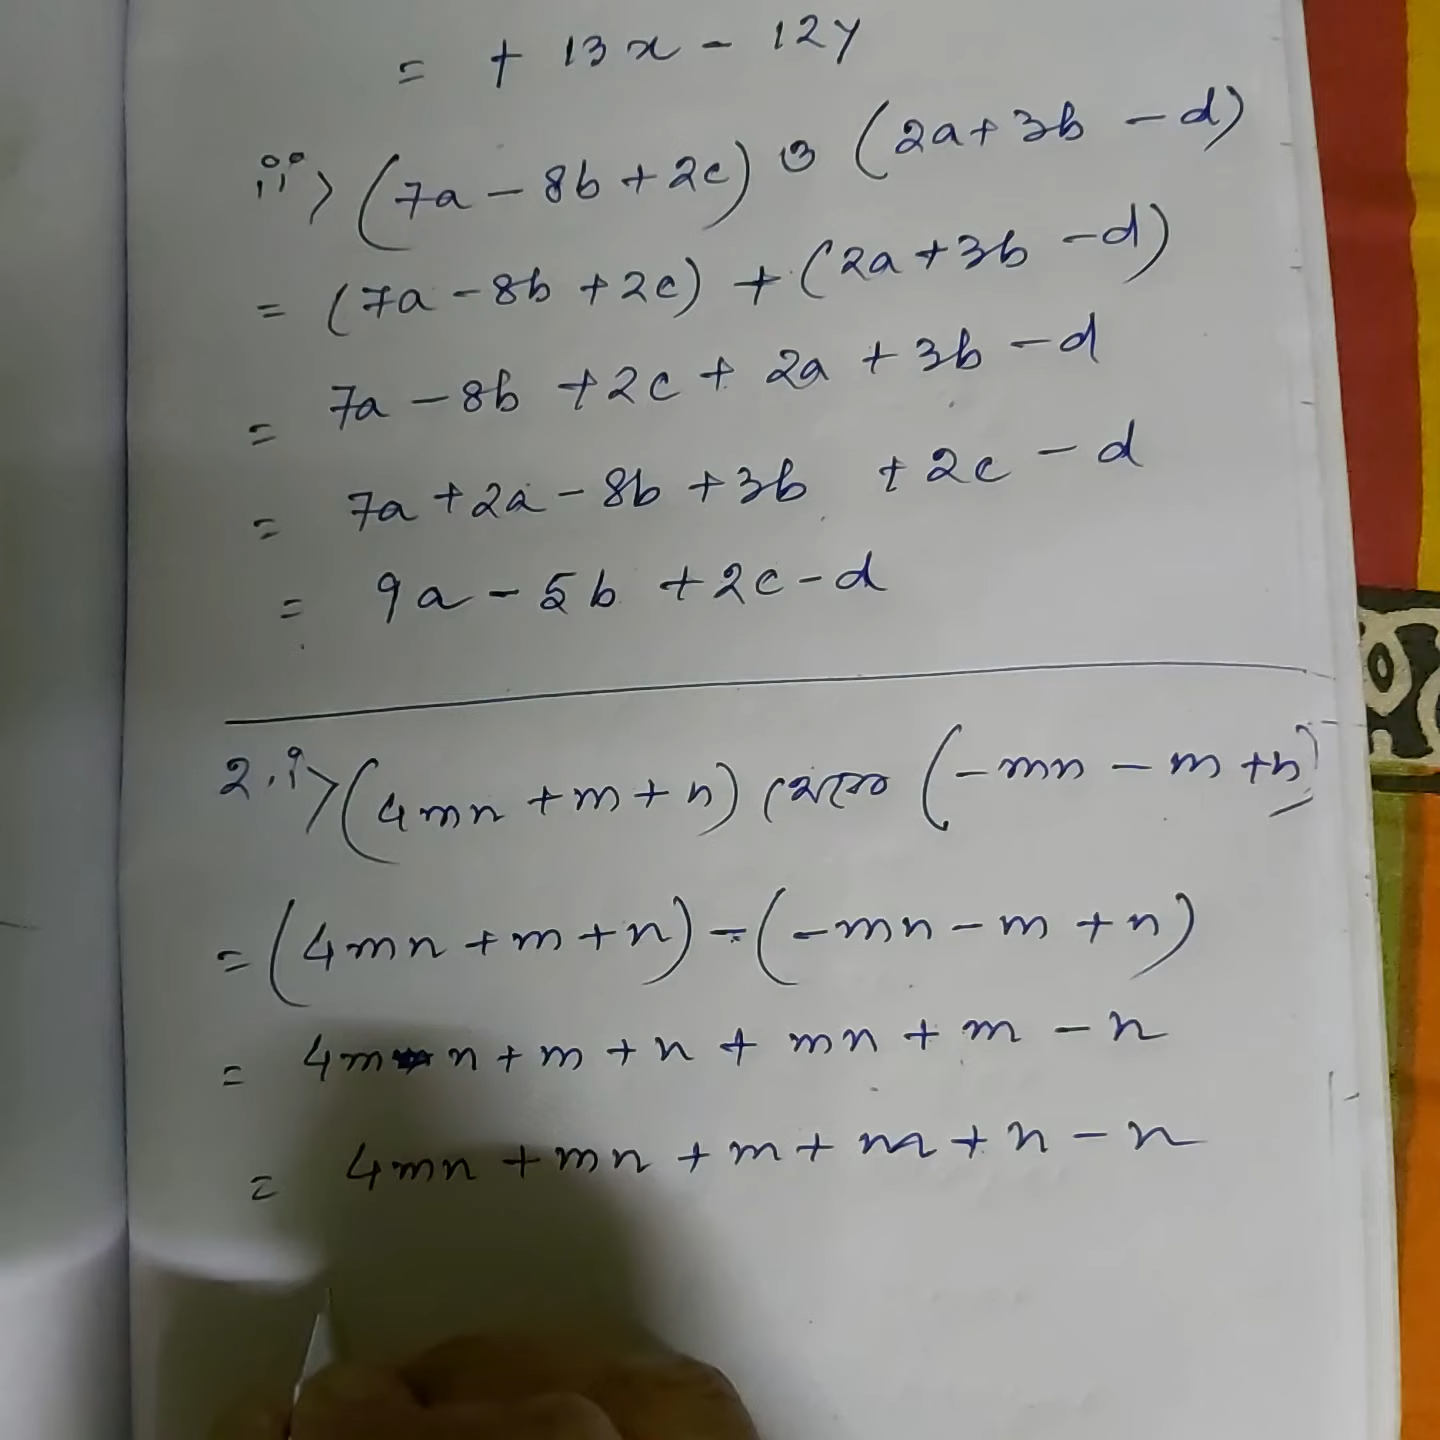 = + 13x - 12y
ii> (7a - 8b + 2c) ও (2a + 3b - d)
= (7a - 8b + 2c) + (2a + 3b - d)
= 7a - 8b + 2c + 2a + 3b - d
= 7a + 2a - 8b + 3b + 2c - d
= 9a - 5b + 2c - d
2. i> (4mn + m + n) থেকে (-mn - m + n)
= (4mn + m + n) - (-mn - m + n)
= 4mn + m + n + mn + m - n
= 4mn + mn + m + m + n - n